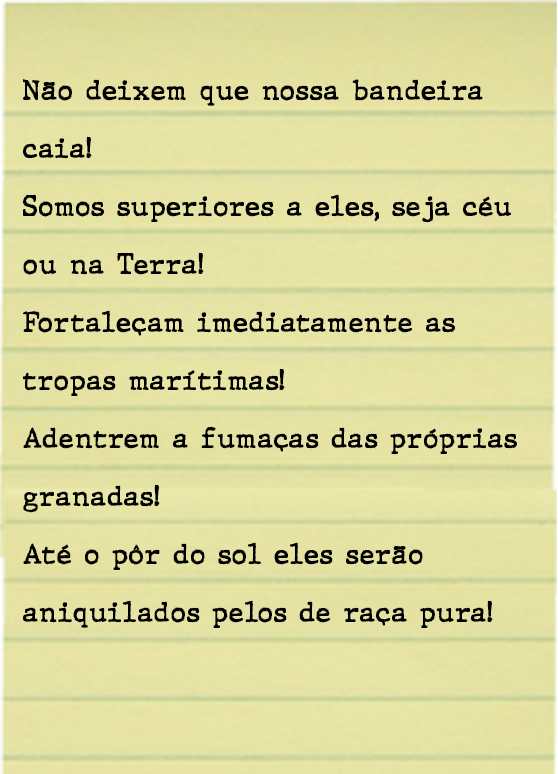 Não deixem que nossa bandeira
caia!
Somos superiores a eles, seja céu
ou na Terra!
Fortaleçam imediatamente as
tropas marítimas!
Adentrem a fumaças das próprias
granadas!
Até o pôr do sol eles serão
aniquilados pelos de raça pura!